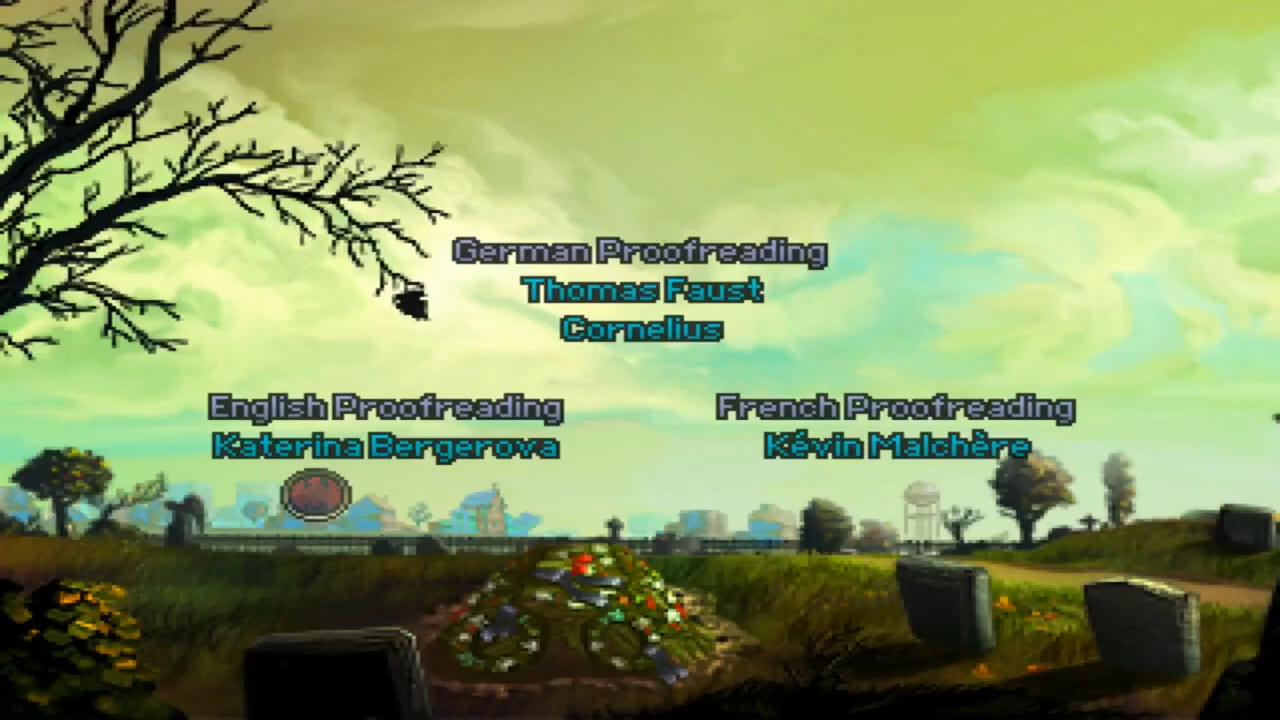 German Proofreading
Thomas Faust
Cornelius
English Proofreading
Katerina Bergerova
French Proofreading
Kévin Malchère